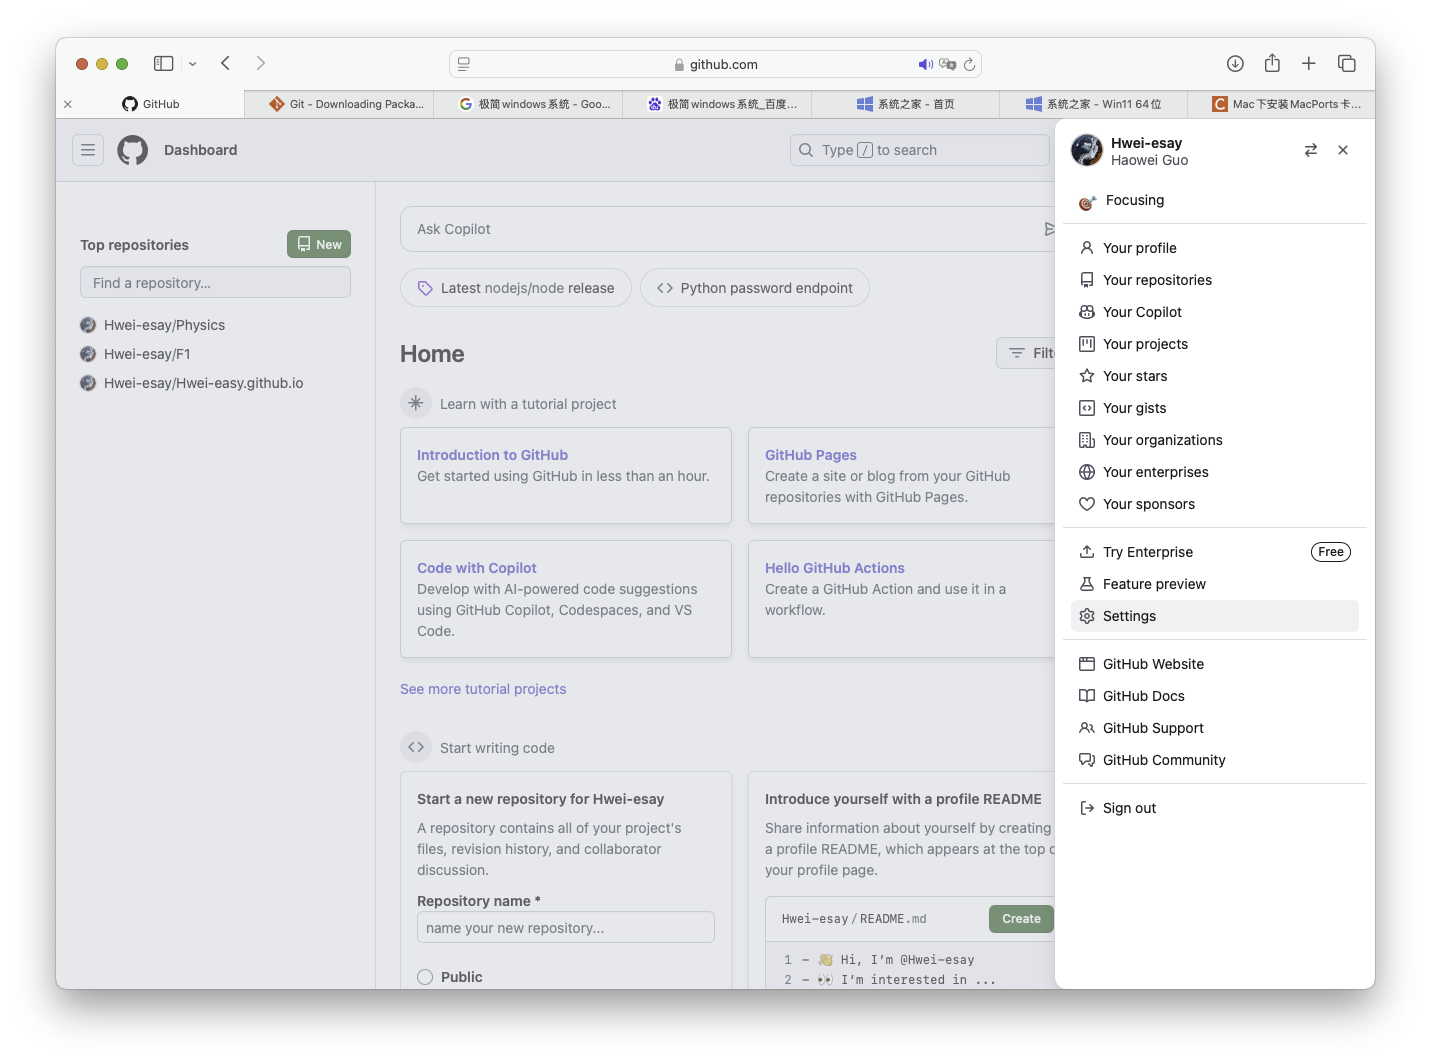 github.com
GitHub
Git - Downloading Packa...
极简windows系统 - Goo...
极简windows系统_百度...
系统之家 - 首页
系统之家 - Win11 64位
Mac下安装MacPorts卡...
Dashboard
Type / to search
Top repositories
New
Find a repository...
Hwei-esay/Physics
Hwei-esay/F1
Hwei-esay/Hwei-easy.github.io
Ask Copilot
Latest nodejs/node release
Python password endpoint
Home
Filt
Learn with a tutorial project
Introduction to GitHub
Get started using GitHub in less than an hour.
GitHub Pages
Create a site or blog from your GitHub
repositories with GitHub Pages.
Code with Copilot
Develop with AI-powered code suggestions
using GitHub Copilot, Codespaces, and VS
Code.
Hello GitHub Actions
Create a GitHub Action and use it in a
workflow.
See more tutorial projects
Start writing code
Start a new repository for Hwei-esay
A repository contains all of your project's
files, revision history, and collaborator
discussion.
Repository name *
name your new repository...
Public
Introduce yourself with a profile README
Share information about yourself by creating
a profile README, which appears at the top o
your profile page.
Hwei-esay/README.md
Create
1 - 👋 Hi, I’m @Hwei-esay
2 - 👀 I’m interested in ...
Hwei-esay
Haowei Guo
Focusing
Your profile
Your repositories
Your Copilot
Your projects
Your stars
Your gists
Your organizations
Your enterprises
Your sponsors
Try Enterprise
Free
Feature preview
Settings
GitHub Website
GitHub Docs
GitHub Support
GitHub Community
Sign out